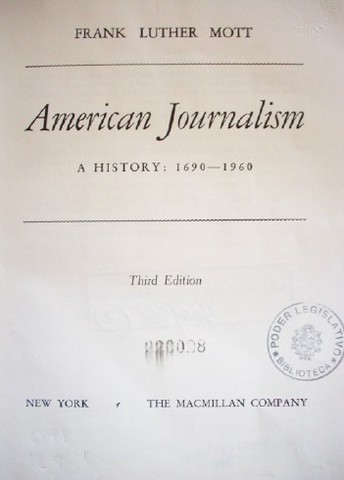 FRANK LUTHER MOTT
American Journalism
A HISTORY: 1690—1960
Third Edition
PODER LEGISLATIVO
BIBLIOTECA
NEW YORK
THE MACMILLAN COMPANY